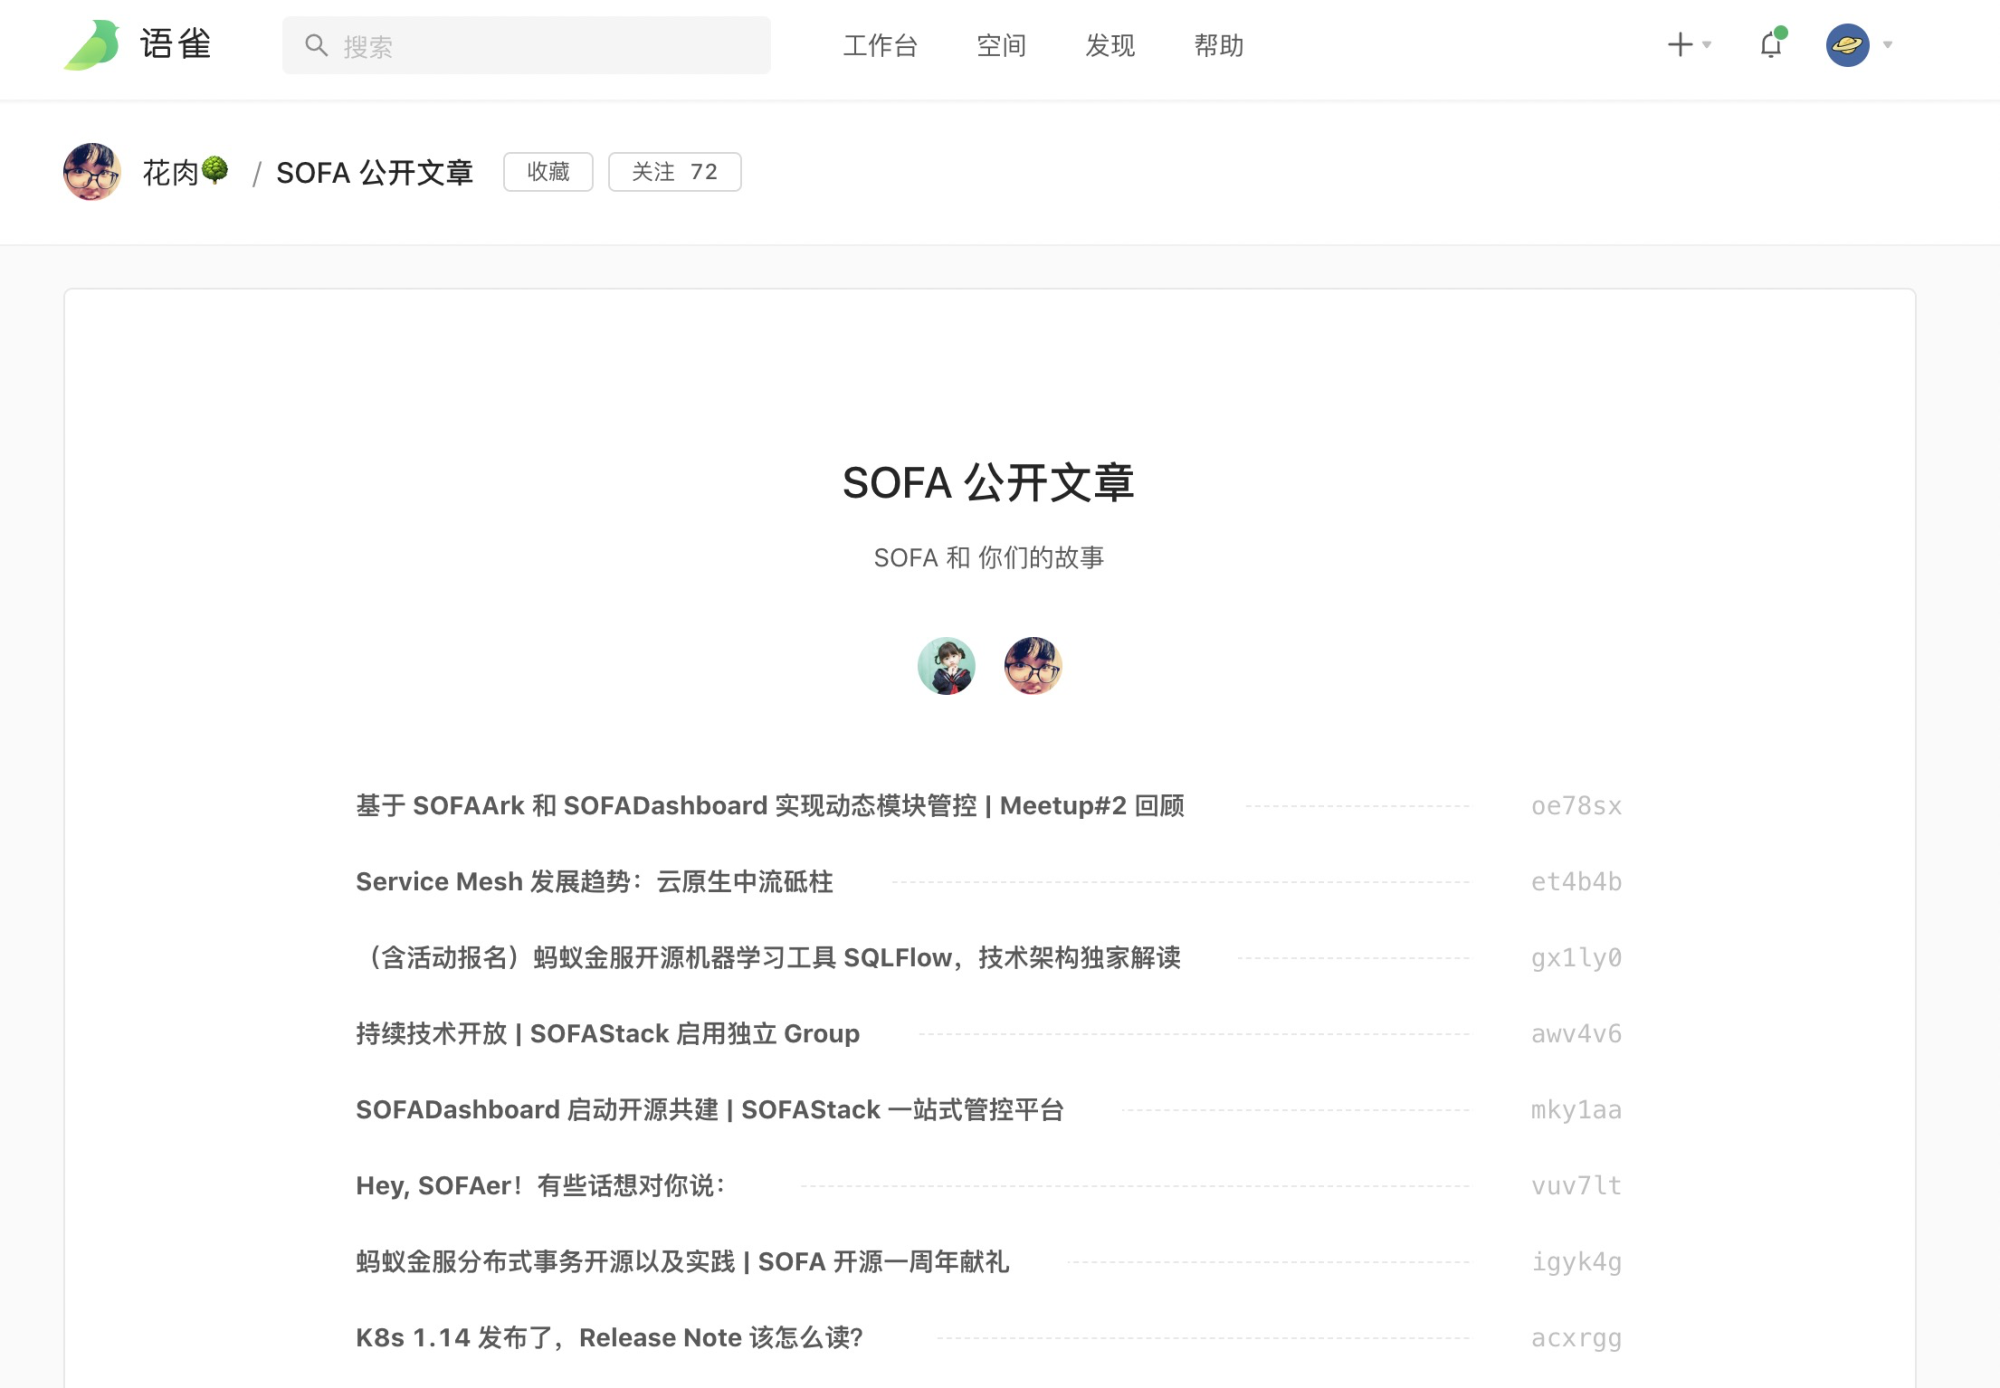 语雀
搜索
工作台
空间
发现
帮助
花肉🥦 / SOFA 公开文章
收藏
关注 72
SOFA 公开文章
SOFA 和 你们的故事
基于 SOFAArk 和 SOFADashboard 实现动态模块管控 | Meetup#2 回顾 oe78sx
Service Mesh 发展趋势：云原生中流砥柱 et4b4b
（含活动报名）蚂蚁金服开源机器学习工具 SQLFlow，技术架构独家解读 gx1ly0
持续技术开放 | SOFAStack 启用独立 Group awv4v6
SOFADashboard 启动开源共建 | SOFAStack 一站式管控平台 mky1aa
Hey, SOFAer！有些话想对你说： vuv7lt
蚂蚁金服分布式事务开源以及实践 | SOFA 开源一周年献礼 igyk4g
K8s 1.14 发布了，Release Note 该怎么读？ acxrgg